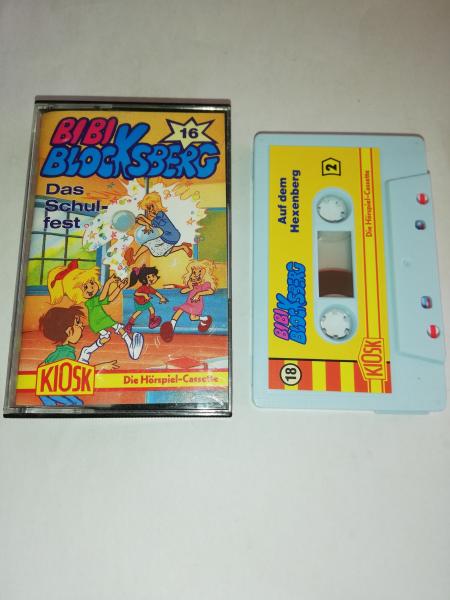 BIBI
BLOCKSBERG
16
Das
Schul-
fest
KIOSK
Die Hörspiel-Cassette
18
BIBI
BLOCKSBERG
Auf dem
Hexenberg
2
KIOSK
Die Hörspiel-Cassette